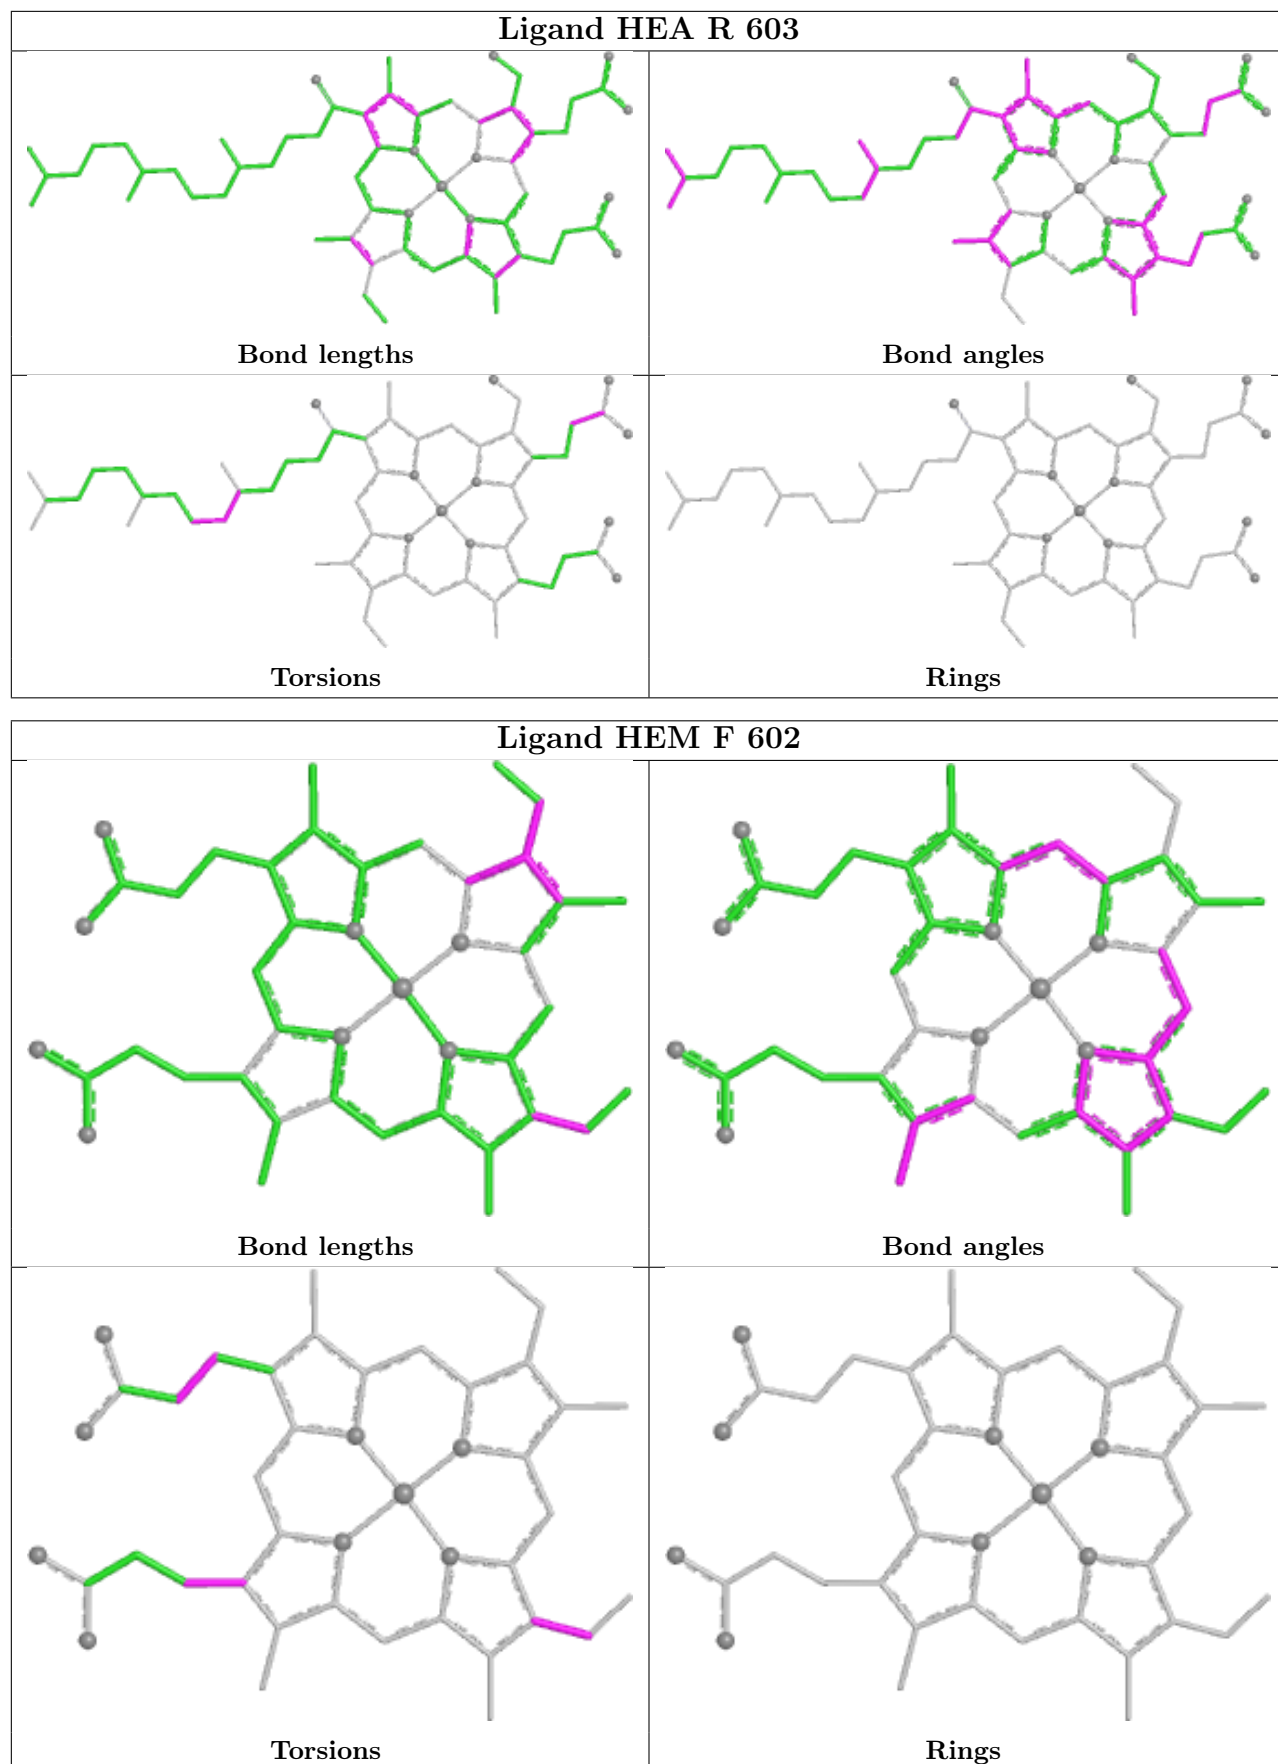 Ligand HEA R 603
Bond lengths
Bond angles
Torsions
Rings
Ligand HEM F 602
Bond lengths
Bond angles
Torsions
Rings